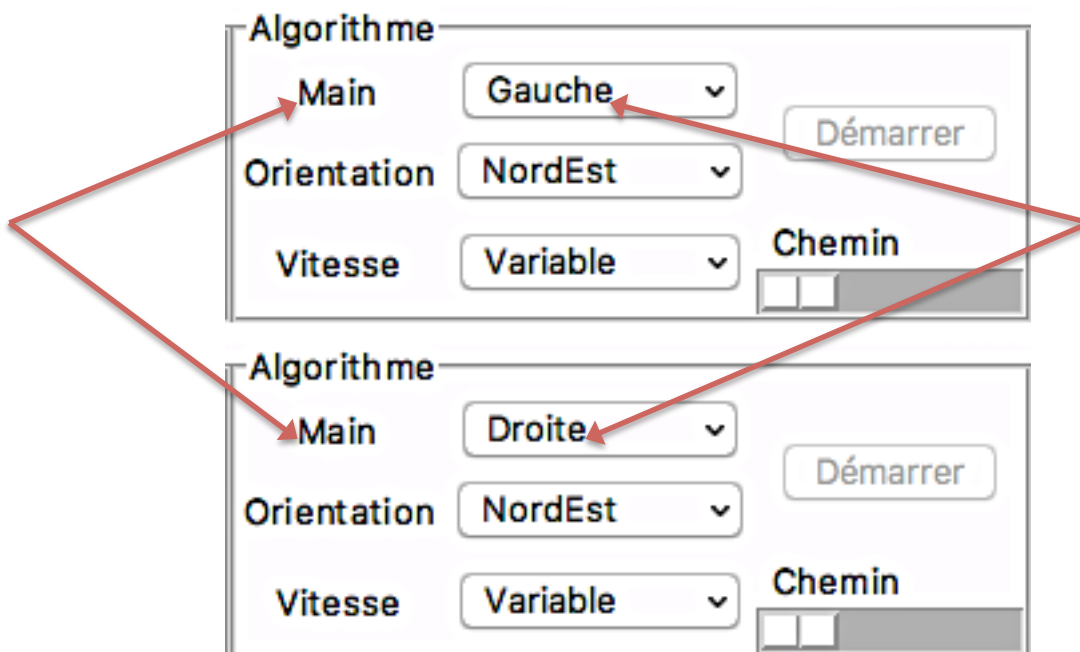 Algorithme
Main Gauche
Démarrer
Orientation NordEst
Chemin
Vitesse Variable
Algorithme
Main Droite
Démarrer
Orientation NordEst
Chemin
Vitesse Variable